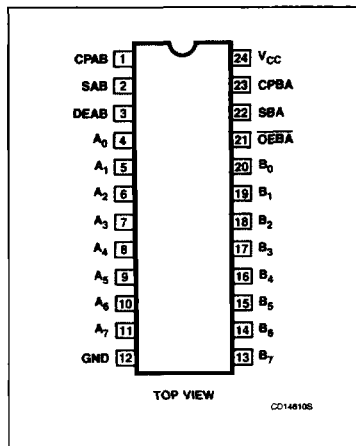 CPAB 1 24 V_CC
SAB 2 23 CPBA
DEAB 3 22 SBA
A₀ 4 21 O̅E̅B̅A̅
A₁ 5 20 B₀
A₂ 6 19 B₁
A₃ 7 18 B₂
A₄ 8 17 B₃
A₅ 9 16 B₄
A₆ 10 15 B₅
A₇ 11 14 B₆
GND 12 13 B₇
TOP VIEW
CD14610S